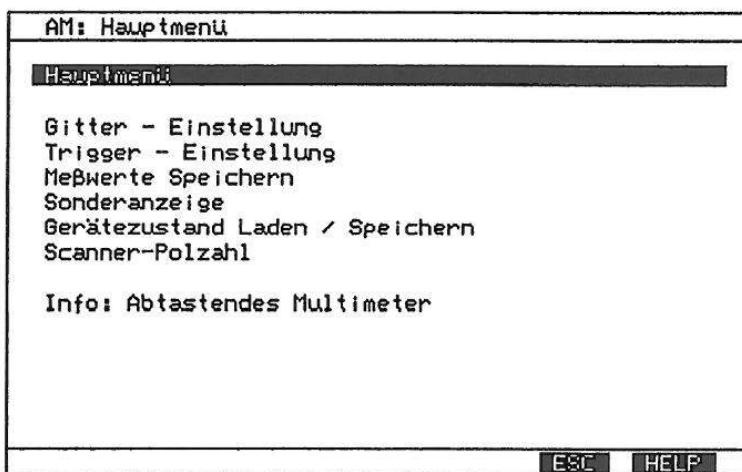 AM: Hauptmenü
Hauptmenü
Gitter - Einstellung
Trigger - Einstellung
Meßwerte Speichern
Sonderanzeige
Gerätezustand Laden / Speichern
Scanner-Polzahl
Info: Abtastendes Multimeter
ESC HELP